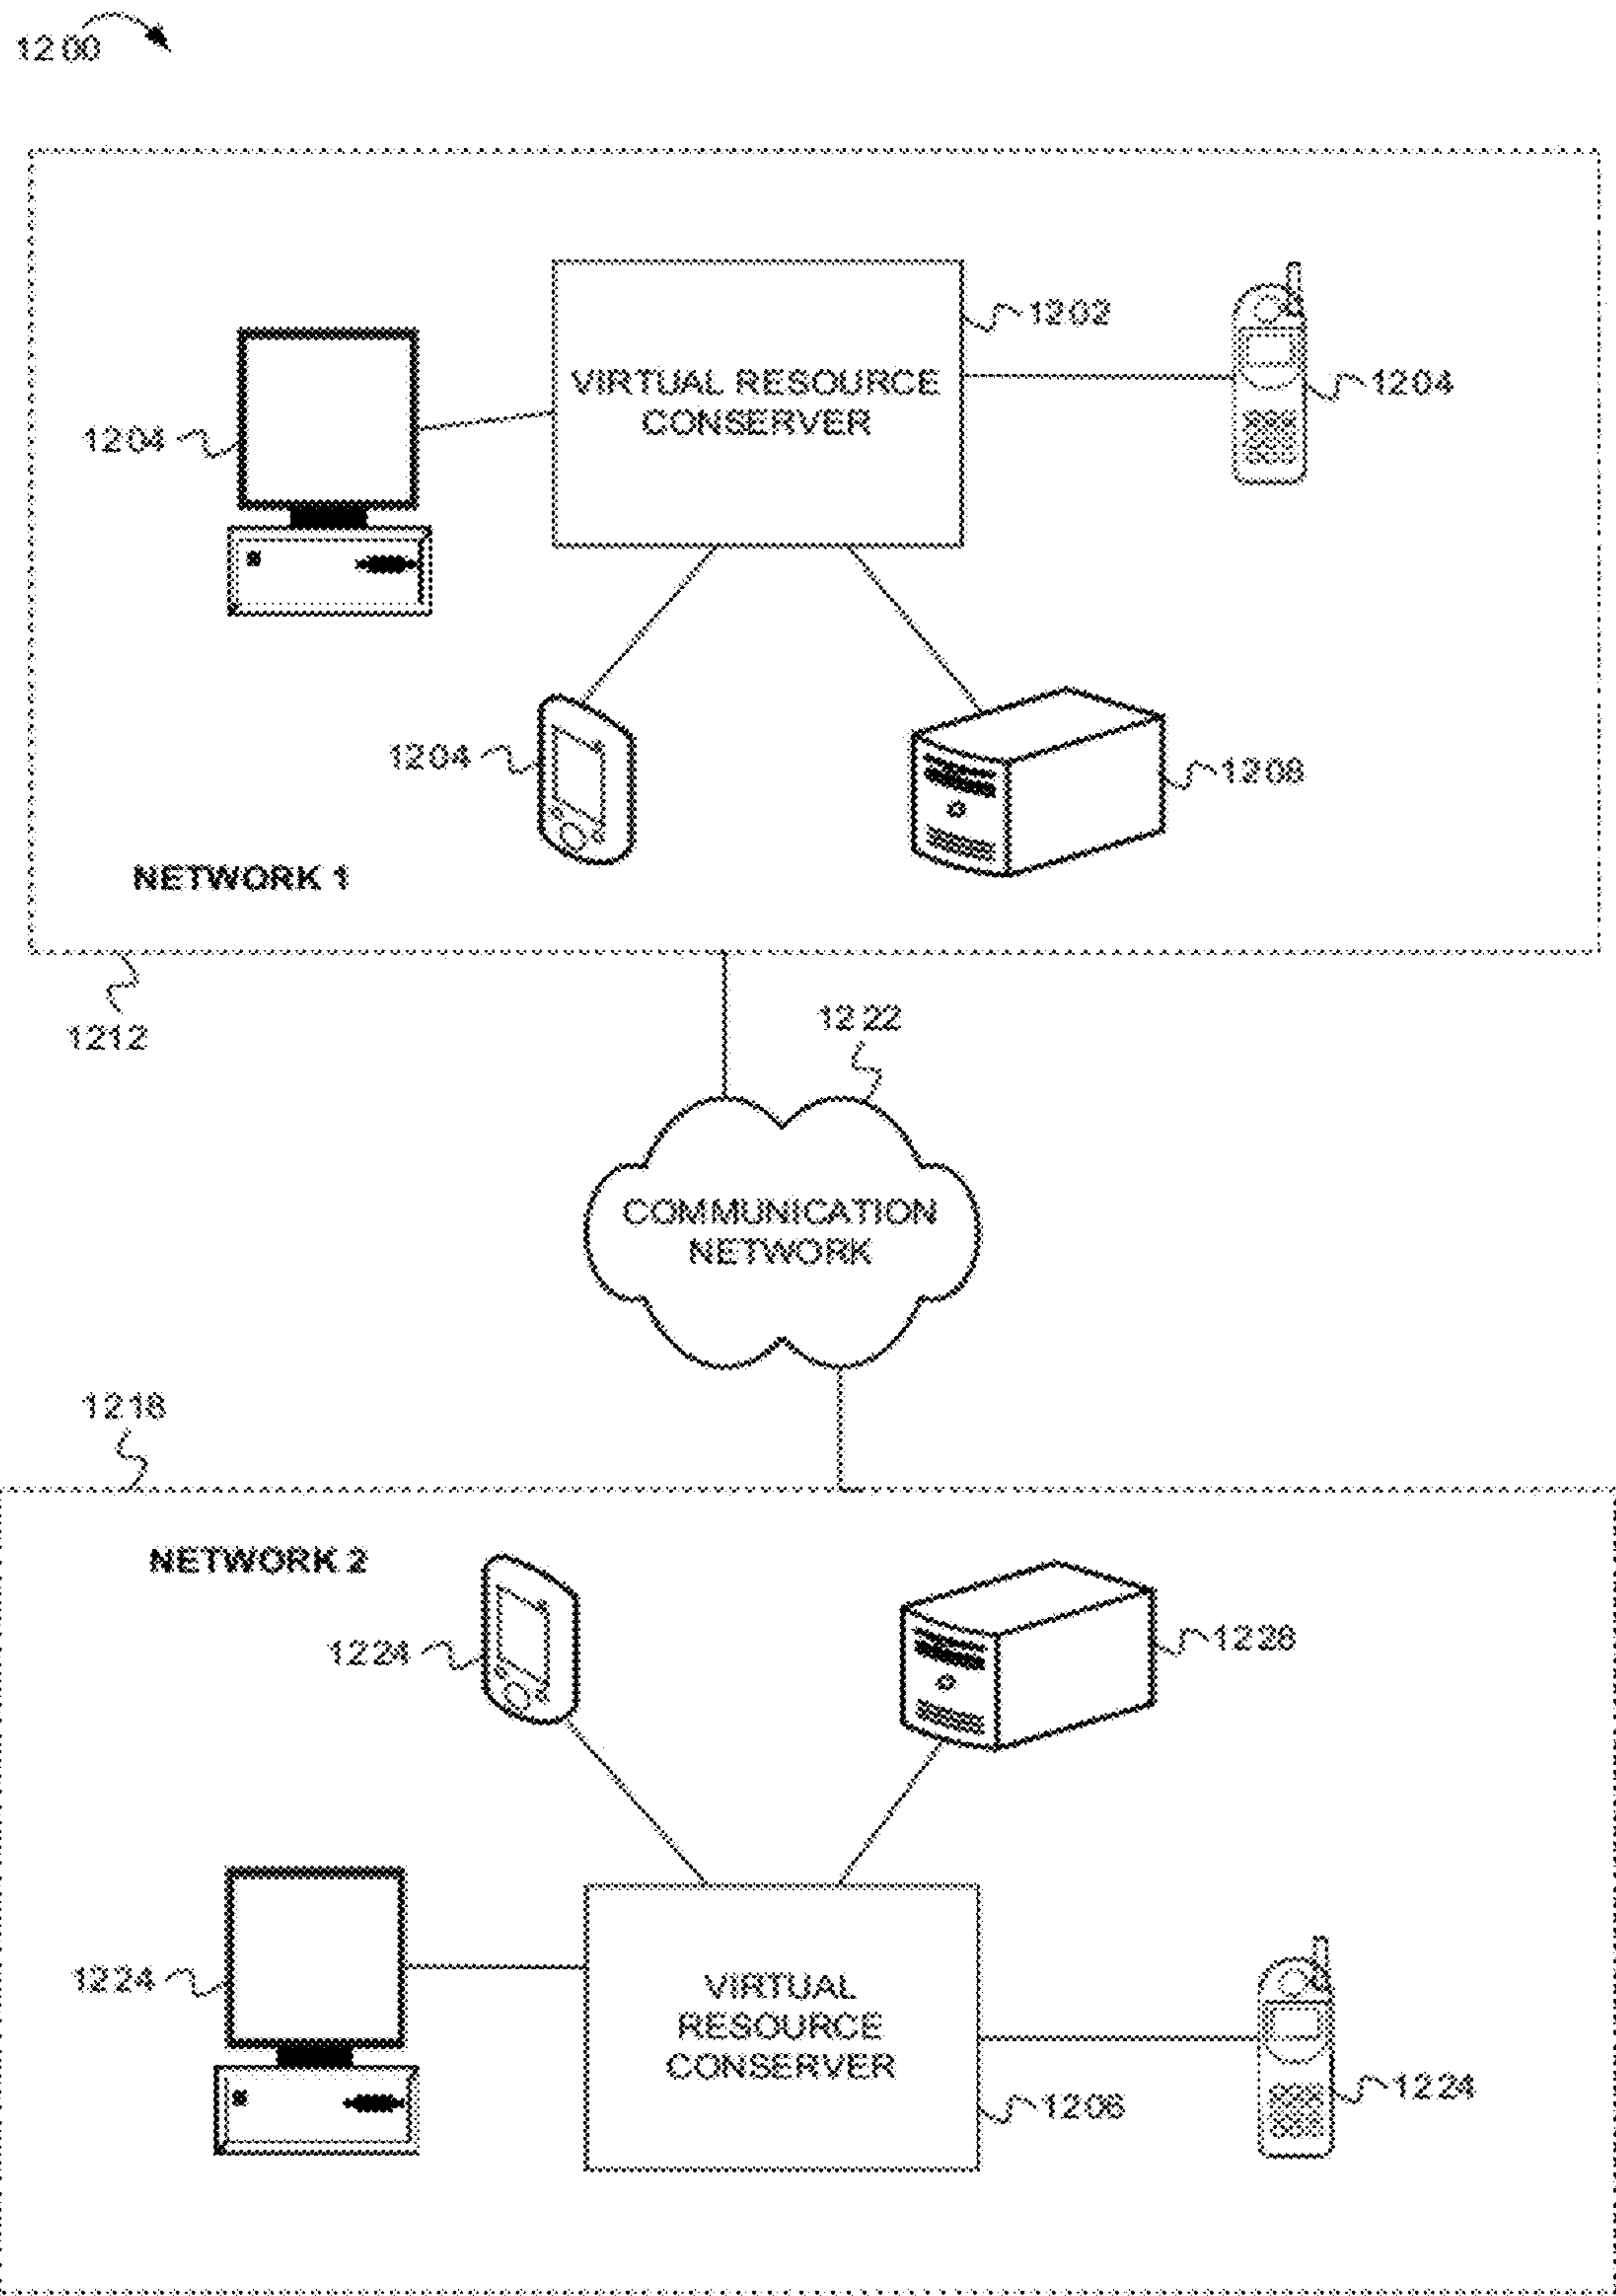 1200
1202
VIRTUAL RESOURCE
CONSERVER
1204
1204
1204
1208
NETWORK 1
1212
1222
COMMUNICATION
NETWORK
1218
NETWORK 2
1224
1228
1224
VIRTUAL
RESOURCE
CONSERVER
1206
1224